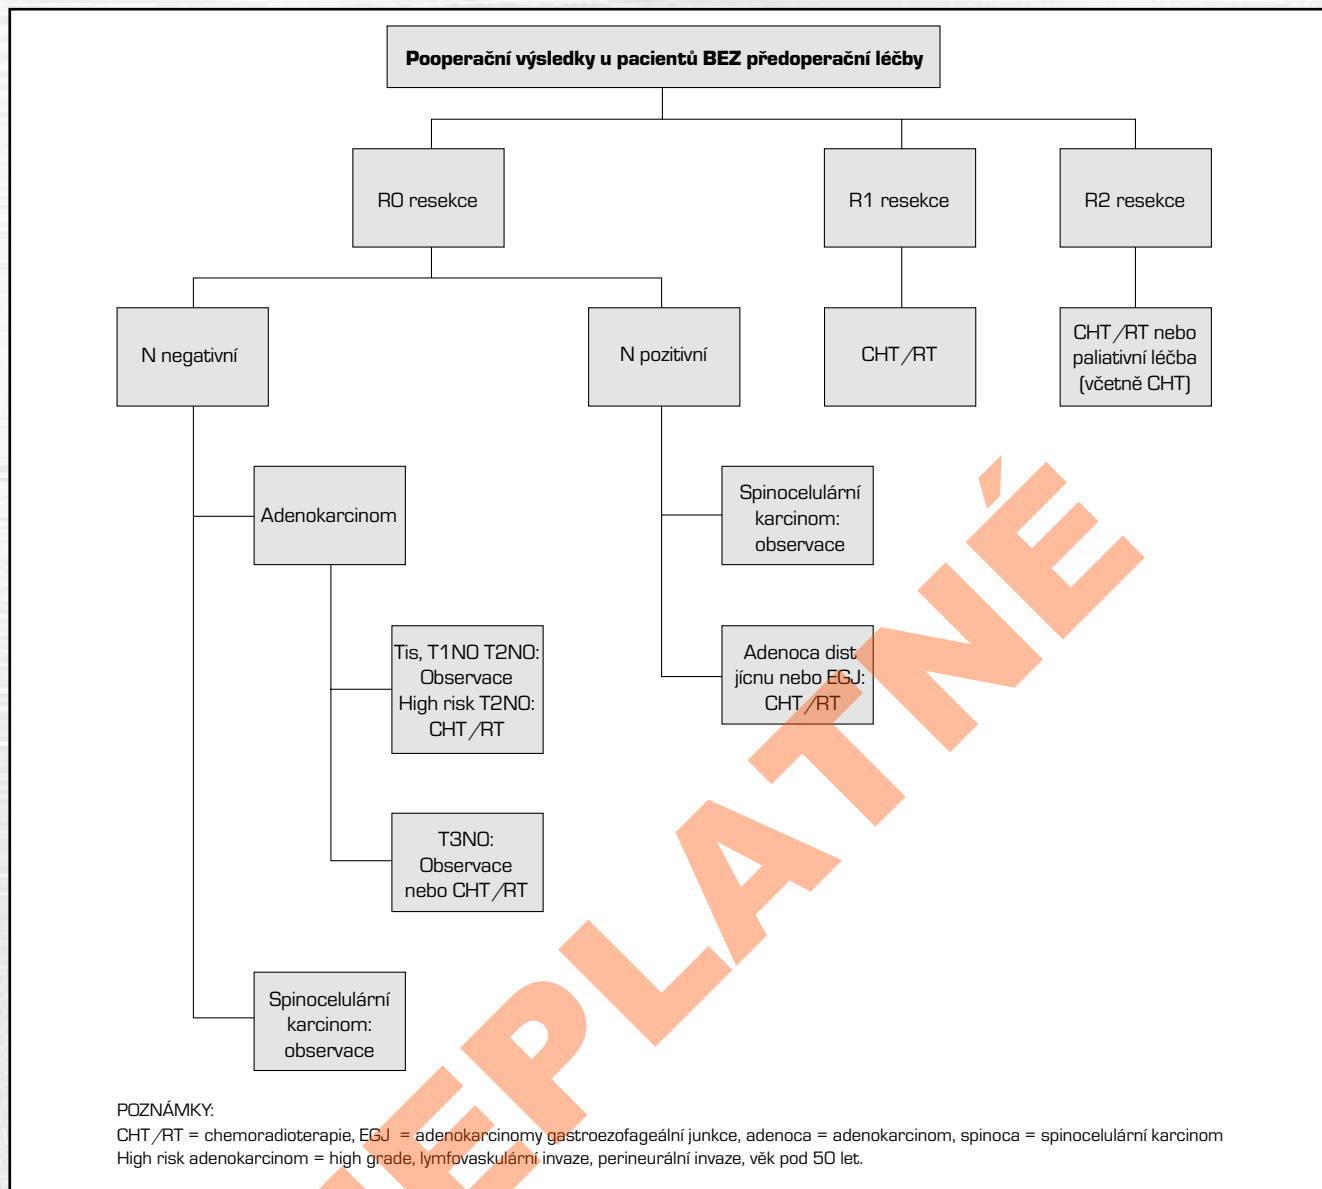 Pooperační výsledky u pacientů BEZ předoperační léčby
R0 resekce
R1 resekce
R2 resekce
N negativní
N pozitivní
CHT/RT
CHT/RT nebo
paliativní léčba
(včetně CHT)
Adenokarcinom
Spinocelulární
karcinom:
observace
Tis, T1N0 T2N0:
Observace
High risk T2N0:
CHT/RT
Adenoca dist
jícnu nebo EGJ:
CHT/RT
T3N0:
Observace
nebo CHT/RT
Spinocelulární
karcinom:
observace
POZNÁMKY:
CHT/RT = chemoradioterapie, EGJ = adenokarcinomy gastroezofageální junkce, adenoca = adenokarcinom, spinoca = spinocelulární karcinom
High risk adenokarcinom = high grade, lymfovaskulární invaze, perineurální invaze, věk pod 50 let.
NEPLATNÉ